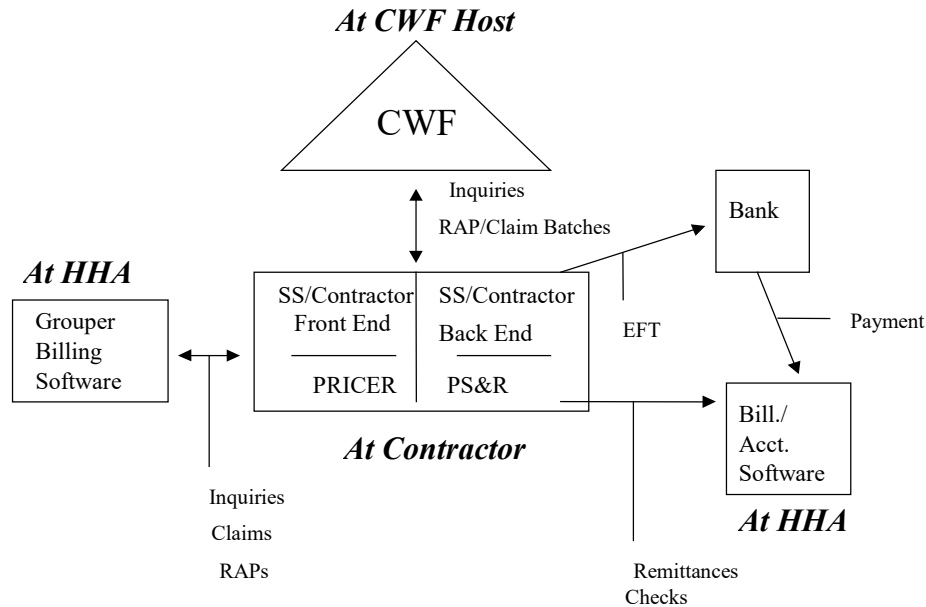 At CWF Host
CWF
Inquiries
RAP/Claim Batches
Bank
At HHA
Grouper
Billing
Software
SS/Contractor
Front End
PRICER
SS/Contractor
Back End
PS&R
EFT
Payment
At Contractor
Bill./
Acct.
Software
At HHA
Inquiries
Claims
RAPs
Remittances
Checks